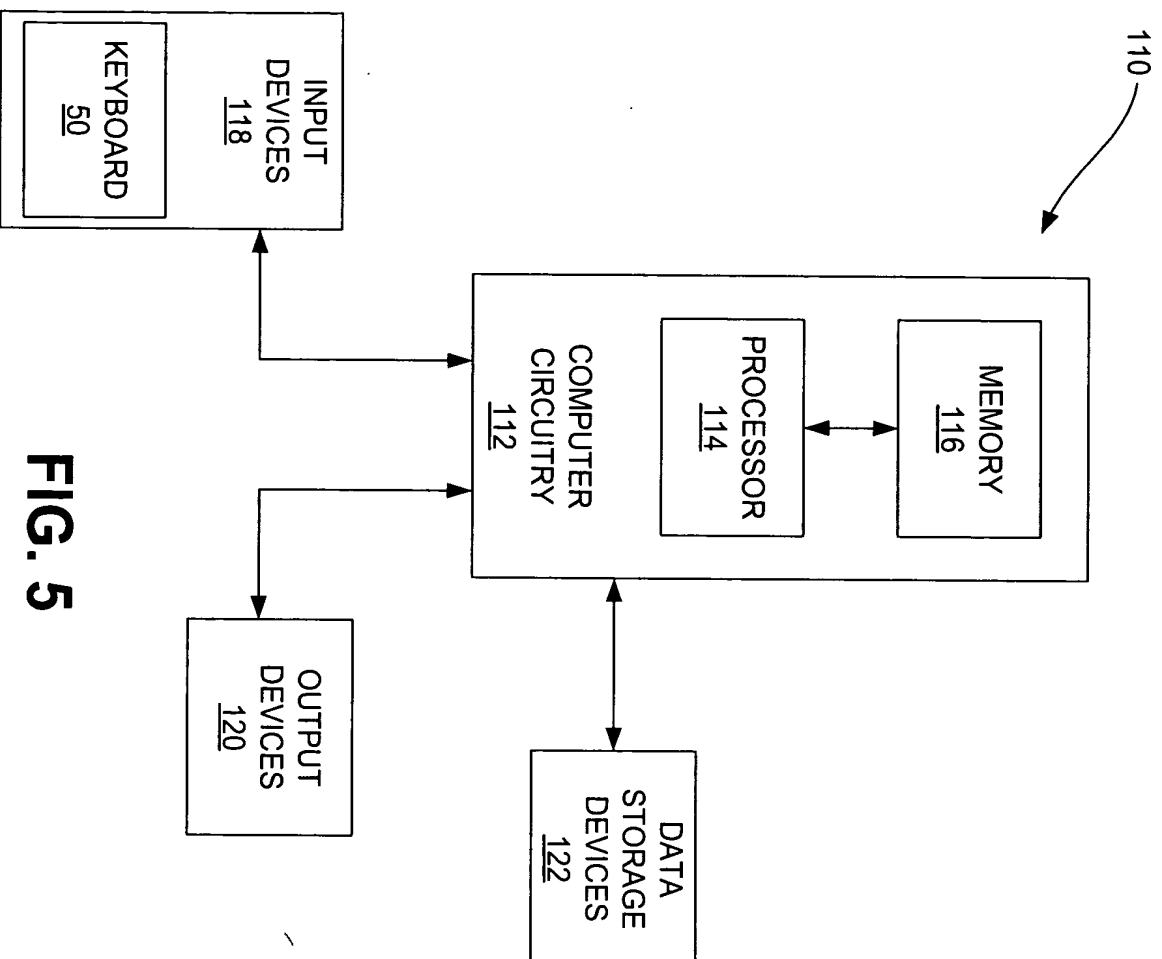 110
MEMORY
116
PROCESSOR
114
COMPUTER
CIRCUITRY
112
DATA
STORAGE
DEVICES
122
INPUT
DEVICES
118
KEYBOARD
50
OUTPUT
DEVICES
120
FIG. 5